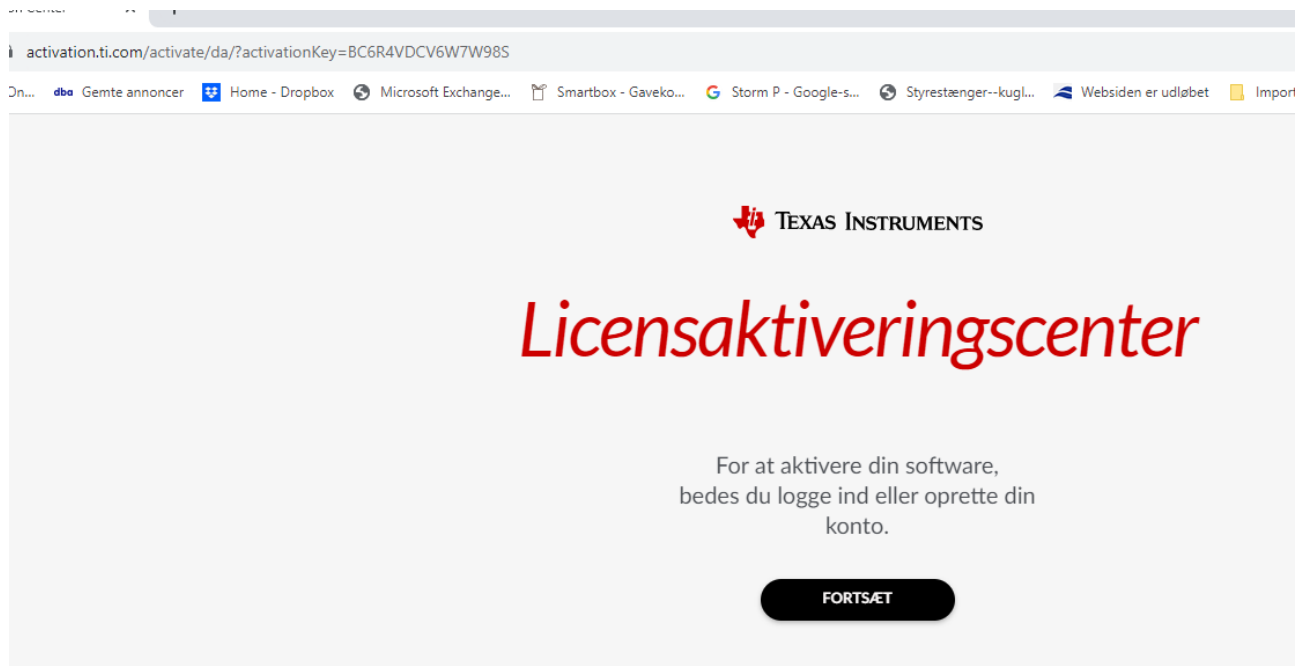 activation.ti.com/activate/da/?activationKey=BC6R4VDCV6W7W98S
On... dba Gemte annoncer Home - Dropbox Microsoft Exchange... Smartbox - Gaveko... G Storm P - Google-s... Styrestænger--kugl... Websiden er udløbet Import
TEXAS INSTRUMENTS
Licensaktiveringscenter
For at aktivere din software,
bedes du logge ind eller oprette din
konto.
FORTSÆT